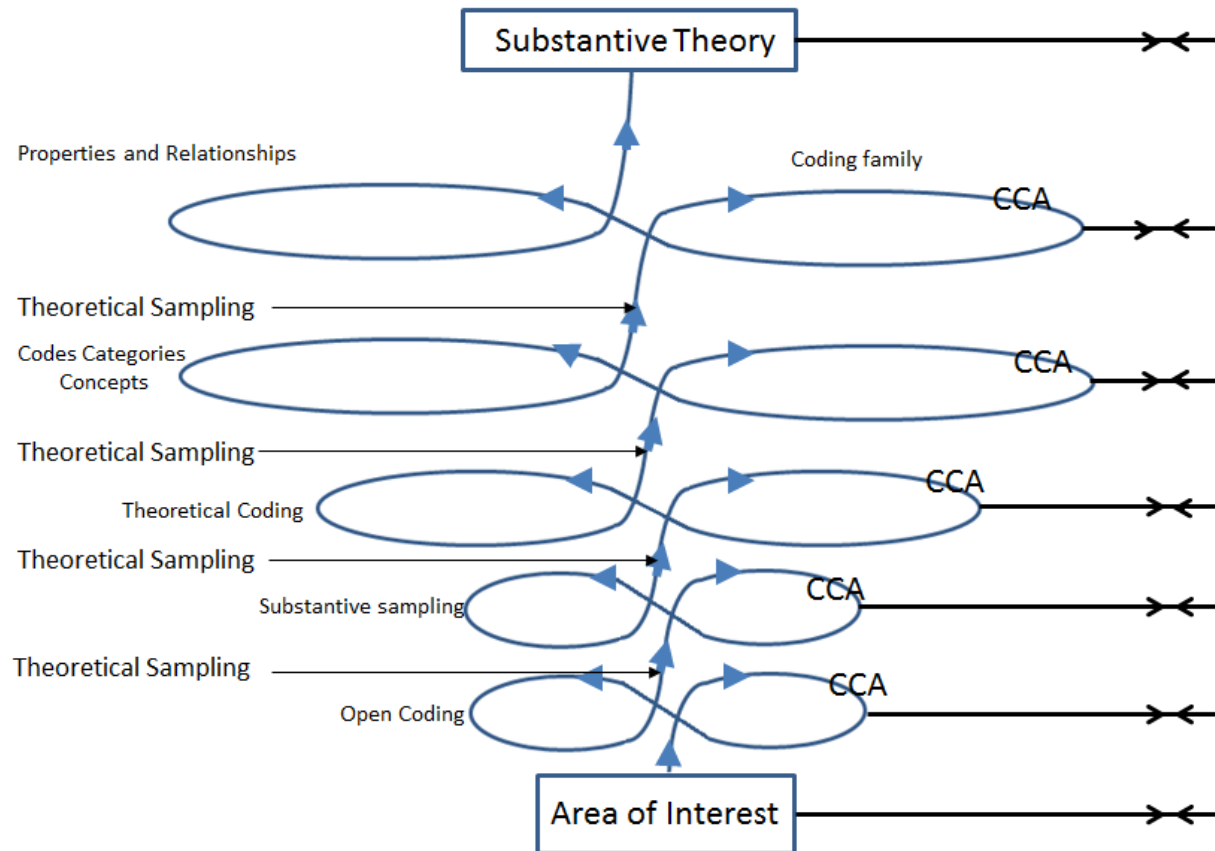 Substantive Theory
Properties and Relationships
Coding family
CCA
Theoretical Sampling
Codes Categories
Concepts
CCA
Theoretical Sampling
CCA
Theoretical Coding
Theoretical Sampling
CCA
Substantive sampling
Theoretical Sampling
CCA
Open Coding
Area of Interest